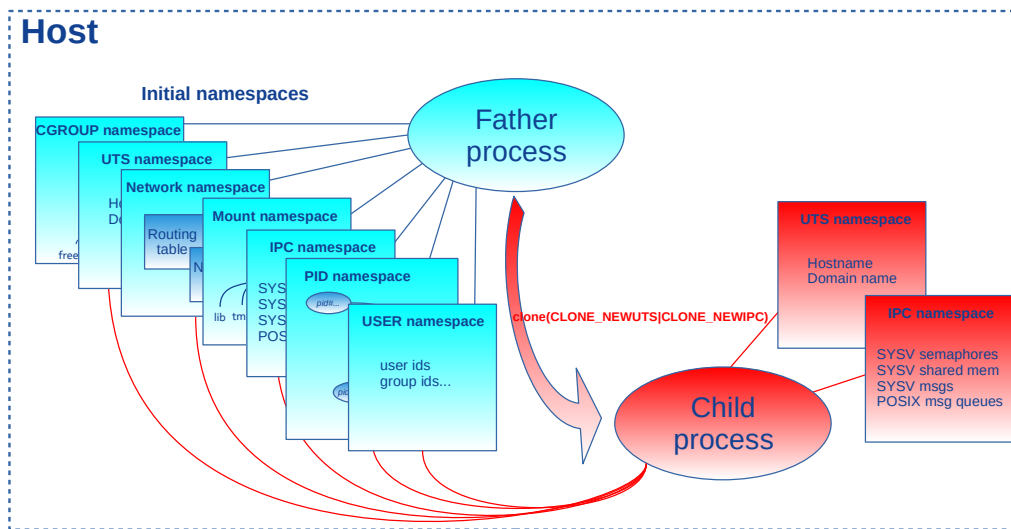 Host
Initial namespaces
Father
process
CGROUP namespace
UTS namespace
Network namespace
Routing
table
Mount namespace
lib
IPC namespace
PID namespace
pid#...
USER namespace
user ids
group ids...
clone(CLONE_NEWUTS|CLONE_NEWIPC)
Child
process
UTS namespace
Hostname
Domain name
IPC namespace
SYSV semaphores
SYSV shared mem
SYSV msgs
POSIX msg queues